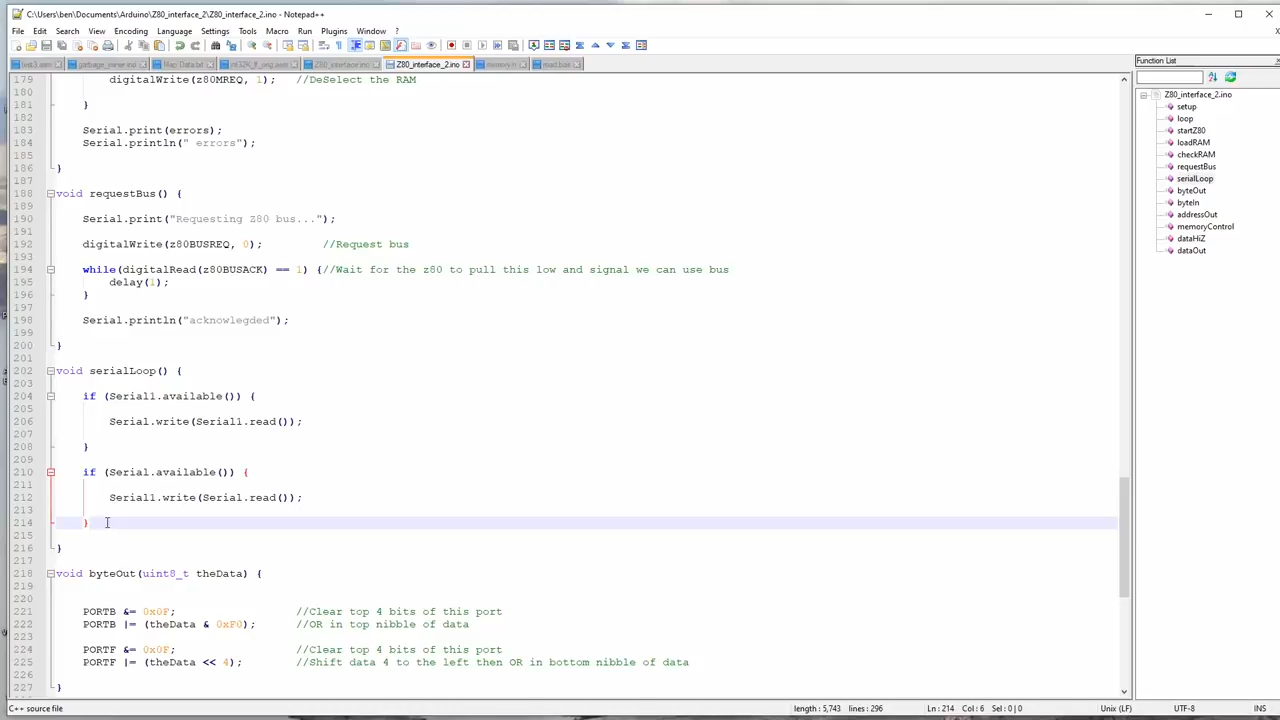 C:\Users\ben\Documents\Arduino\Z80_interface_2\Z80_interface_2.ino - Notepad++
File Edit Search View Encoding Language Settings Tools Macro Run Plugins Window ?
Z80_interface_2.ino
Function List
179 digitalWrite(z80MREQ, 1); //DeSelect the RAM
180
181 }
182
183 Serial.print(errors);
184 Serial.println(" errors");
185
186 }
187
188 void requestBus() {
189
190 Serial.print("Requesting Z80 bus...");
191
192 digitalWrite(z80BUSREQ, 0); //Request bus
193
194 while(digitalRead(z80BUSACK) == 1) {//Wait for the z80 to pull this low and signal we can use bus
195 delay(1);
196 }
197
198 Serial.println("acknowlegded");
199
200 }
201
202 void serialLoop() {
203
204 if (Serial1.available()) {
205
206 Serial.write(Serial1.read());
207
208 }
209
210 if (Serial.available()) {
211
212 Serial1.write(Serial.read());
213
214 }
215
216 }
217
218 void byteOut(uint8_t theData) {
219
220
221 PORTB &= 0x0F; //Clear top 4 bits of this port
222 PORTB |= (theData & 0xF0); //OR in top nibble of data
223
224 PORTF &= 0x0F; //Clear top 4 bits of this port
225 PORTF |= (theData << 4); //Shift data 4 to the left then OR in bottom nibble of data
226
227 }
Z80_interface_2.ino
setup
loop
startZ80
loadRAM
checkRAM
requestBus
serialLoop
byteOut
byteIn
addressOut
memoryControl
dataHiZ
dataOut
C++ source file length : 5,743 lines : 296 Ln : 214 Col : 6 Sel : 0 | 0 Unix (LF) UTF-8 INS